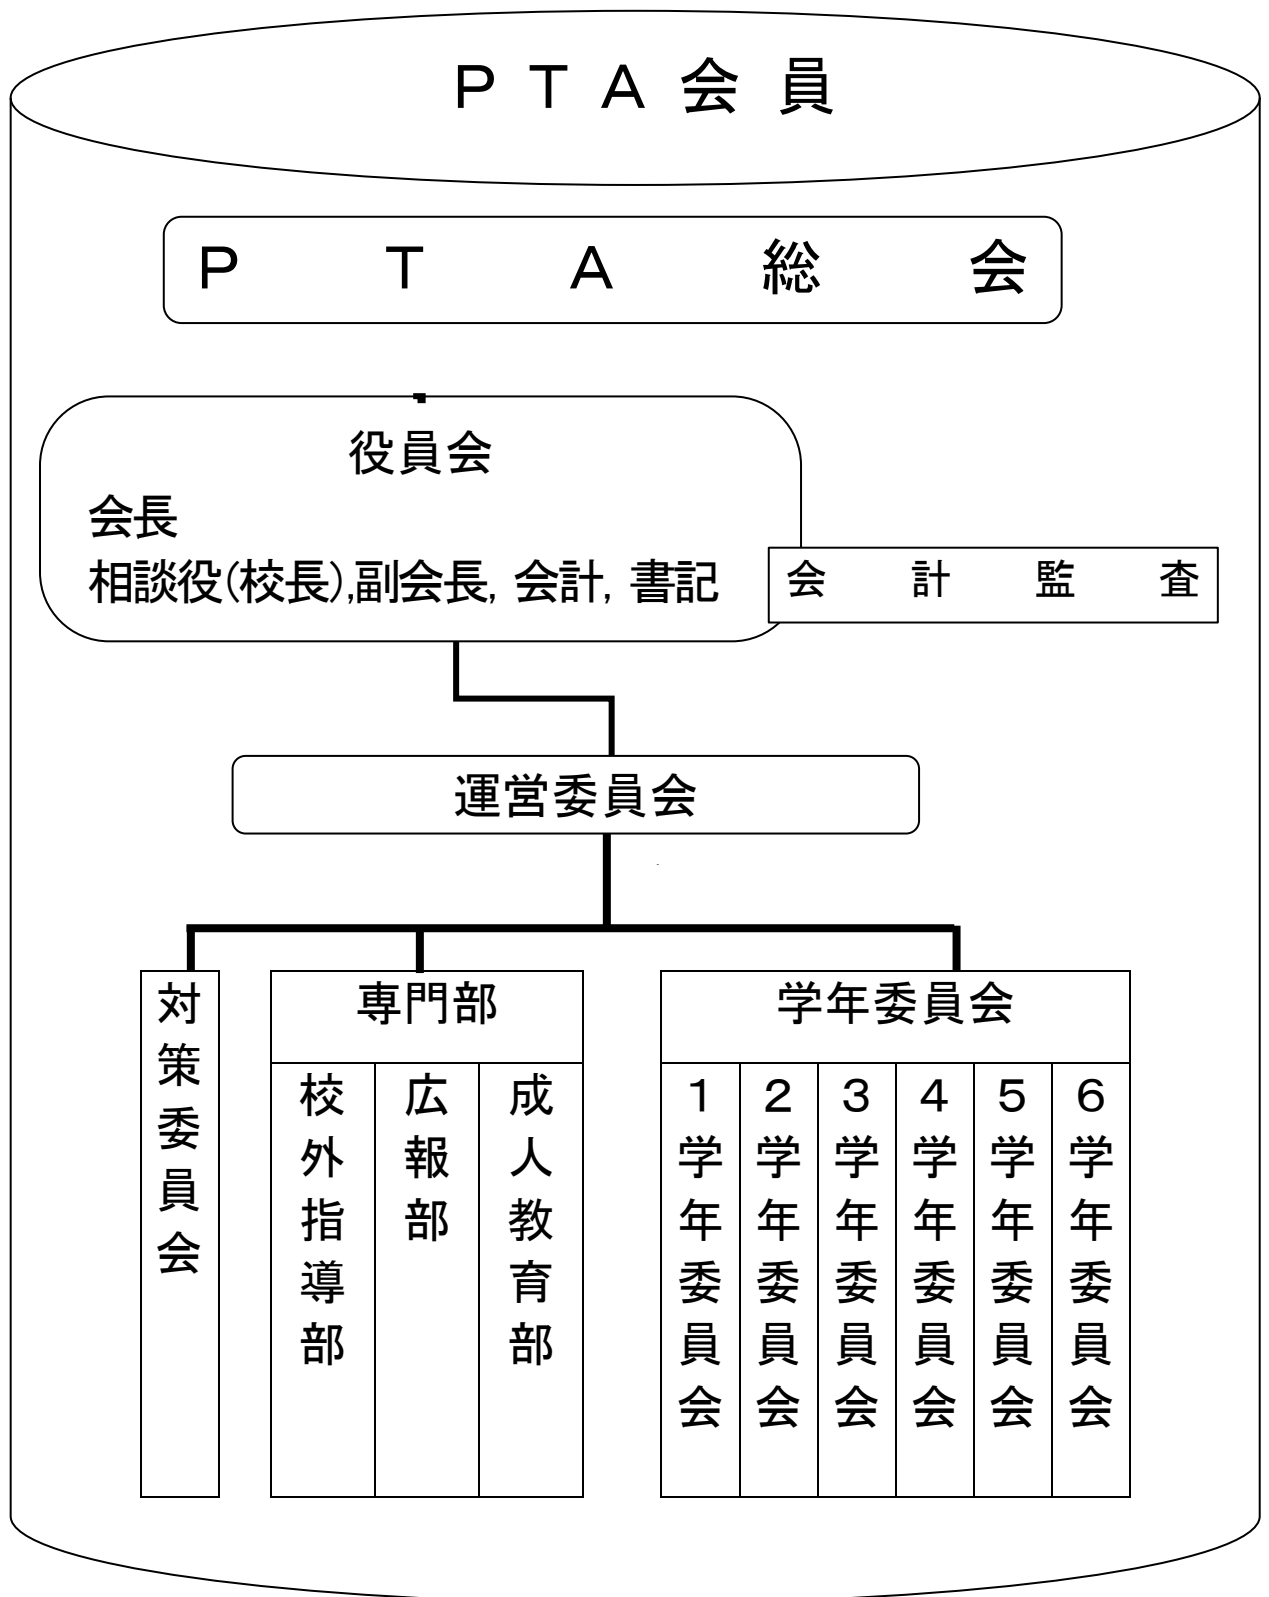 ＰＴＡ会員
ＰＴＡ総会
役員会
会長
相談役(校長),副会長, 会計, 書記
会計監査
運営委員会
対策委員会
専門部
校外指導部
広報部
成人教育部
学年委員会
１学年委員会
２学年委員会
３学年委員会
４学年委員会
５学年委員会
６学年委員会